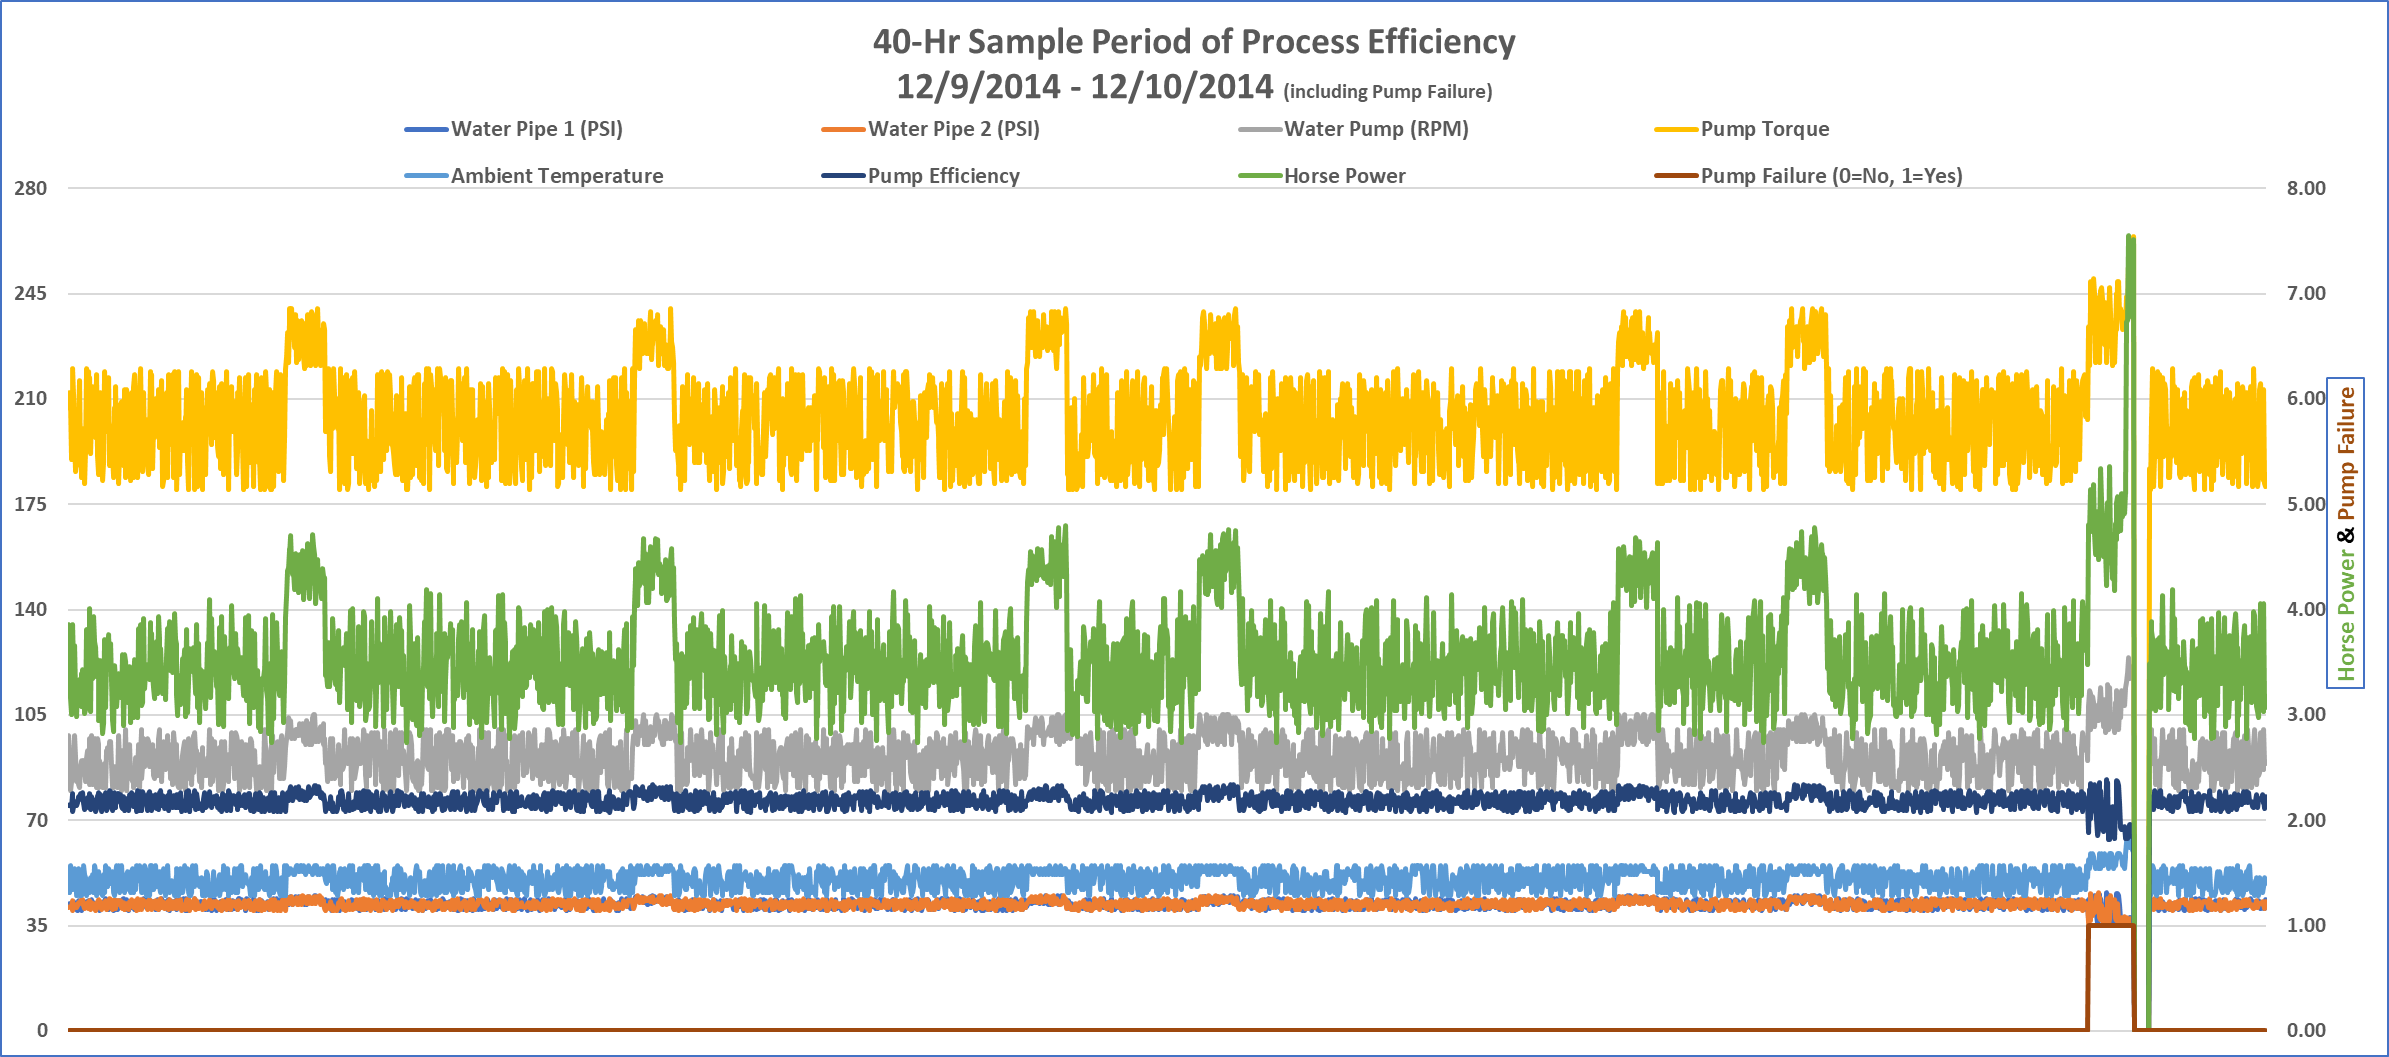 40-Hr Sample Period of Process Efficiency
12/9/2014 - 12/10/2014 (including Pump Failure)
Water Pipe 1 (PSI) Water Pipe 2 (PSI) Water Pump (RPM) Pump Torque
Ambient Temperature Pump Efficiency Horse Power Pump Failure (0=No, 1=Yes)
280 8.00
245 7.00
210 6.00
175 5.00
140 4.00
105 3.00
70 2.00
35 1.00
0 0.00
Horse Power & Pump Failure